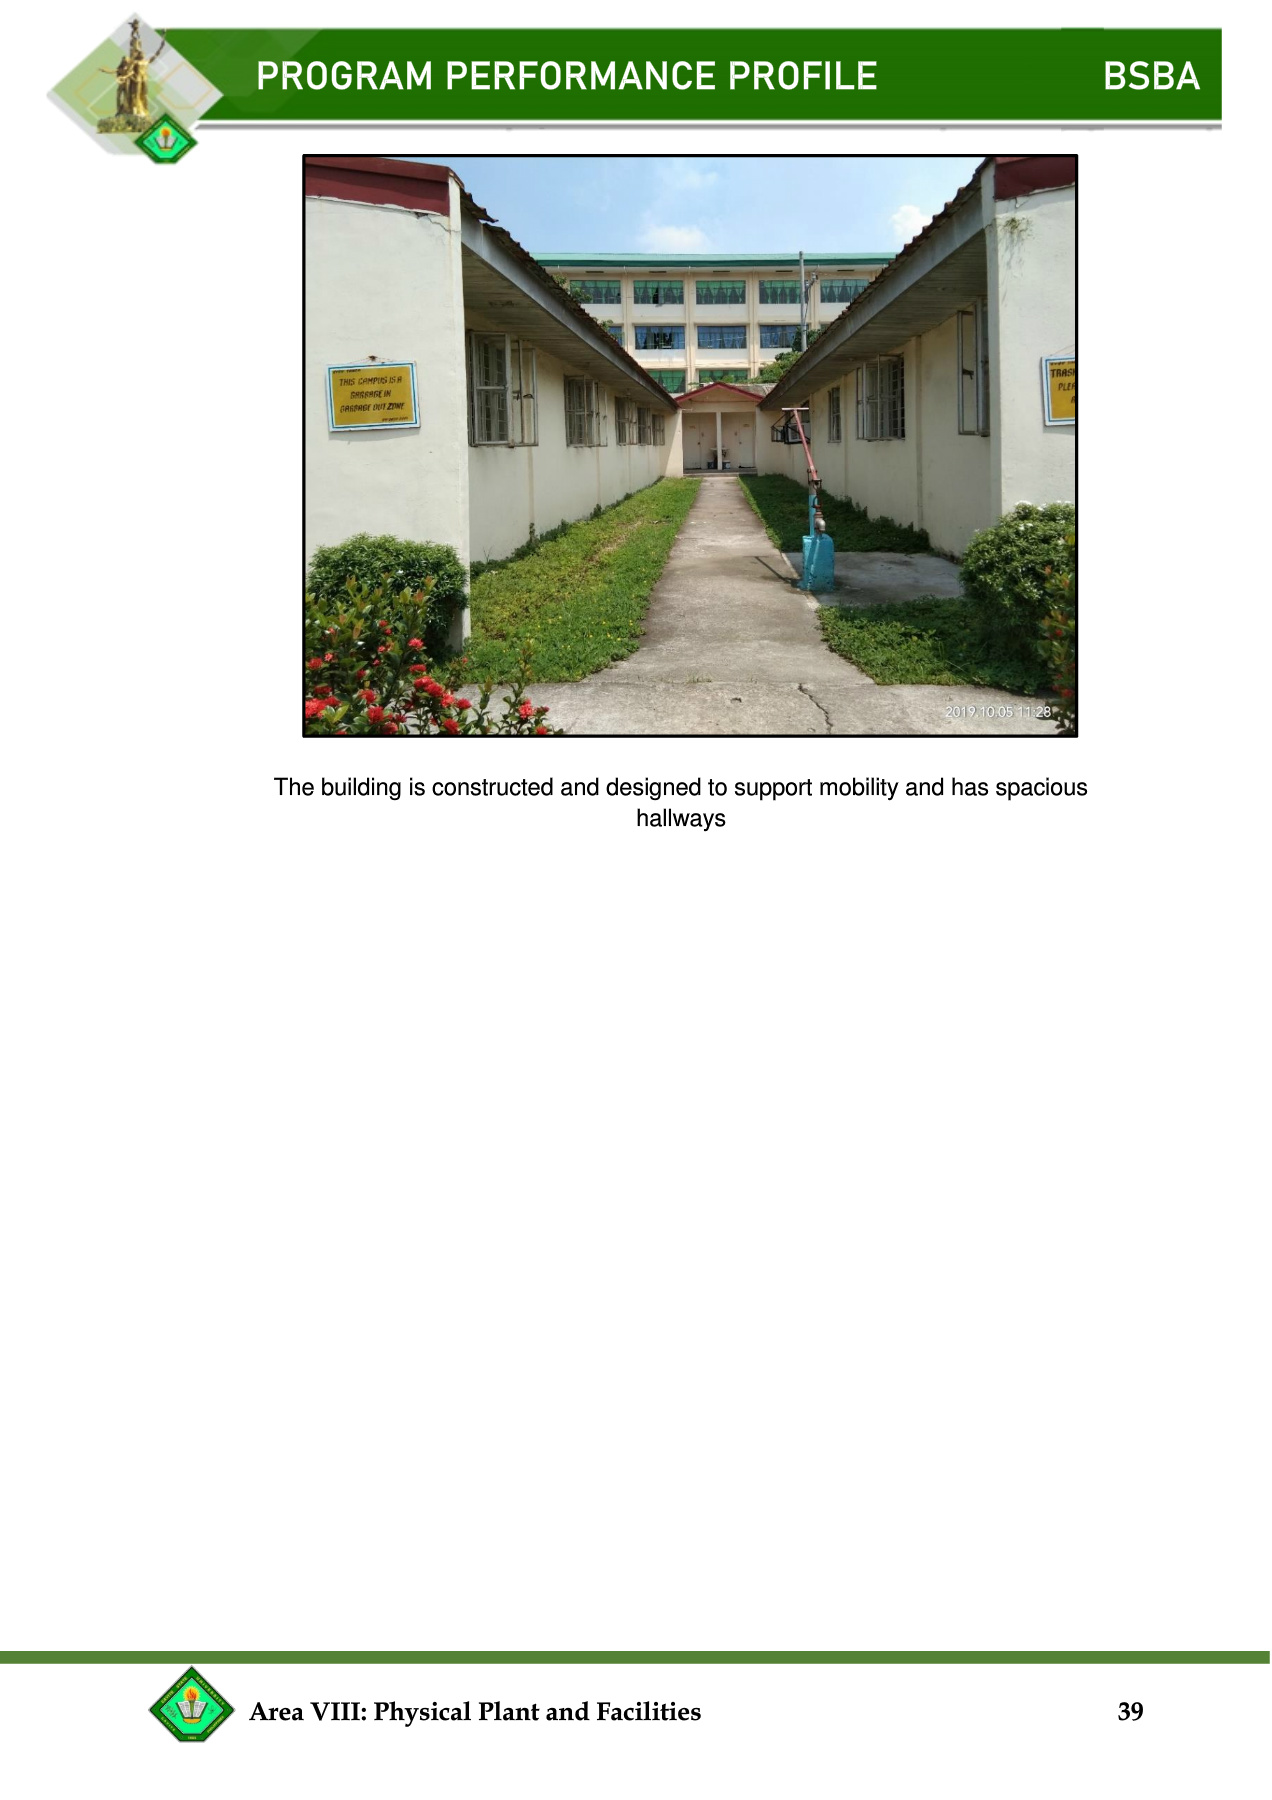 PROGRAM PERFORMANCE PROFILE BSBA
THIS CAMPUS IS A
GARBAGE IN
GARBAGE OUT ZONE
TRASH
2019.10.05 11:28
The building is constructed and designed to support mobility and has spacious
hallways
Area VIII: Physical Plant and Facilities 39